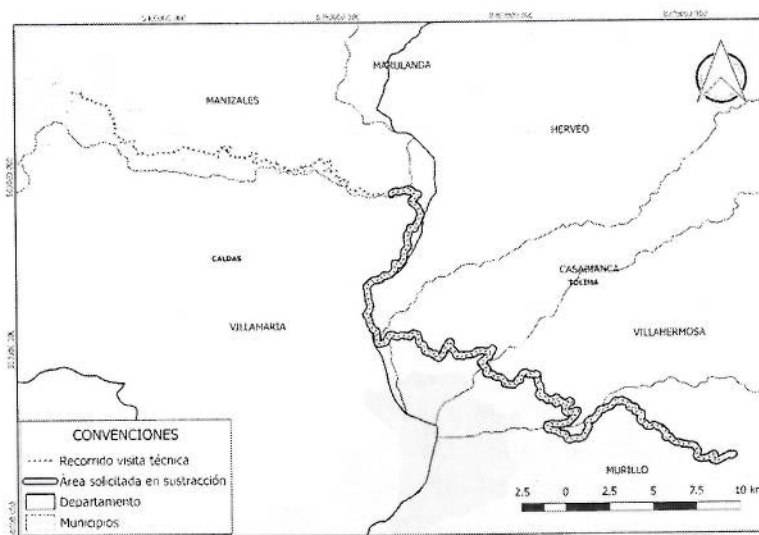 MARULANDA
MANIZALES
HERVEO
CALDAS
CASABIANCA
TOLIMA
VILLAMARIA
VILLAHERMOSA
MURILLO
CONVENCIONES
Recorrido visita técnica
Área solicitada en sustracción
Departamento
Municipios
2.5 0 2.5 5 7.5 10 km